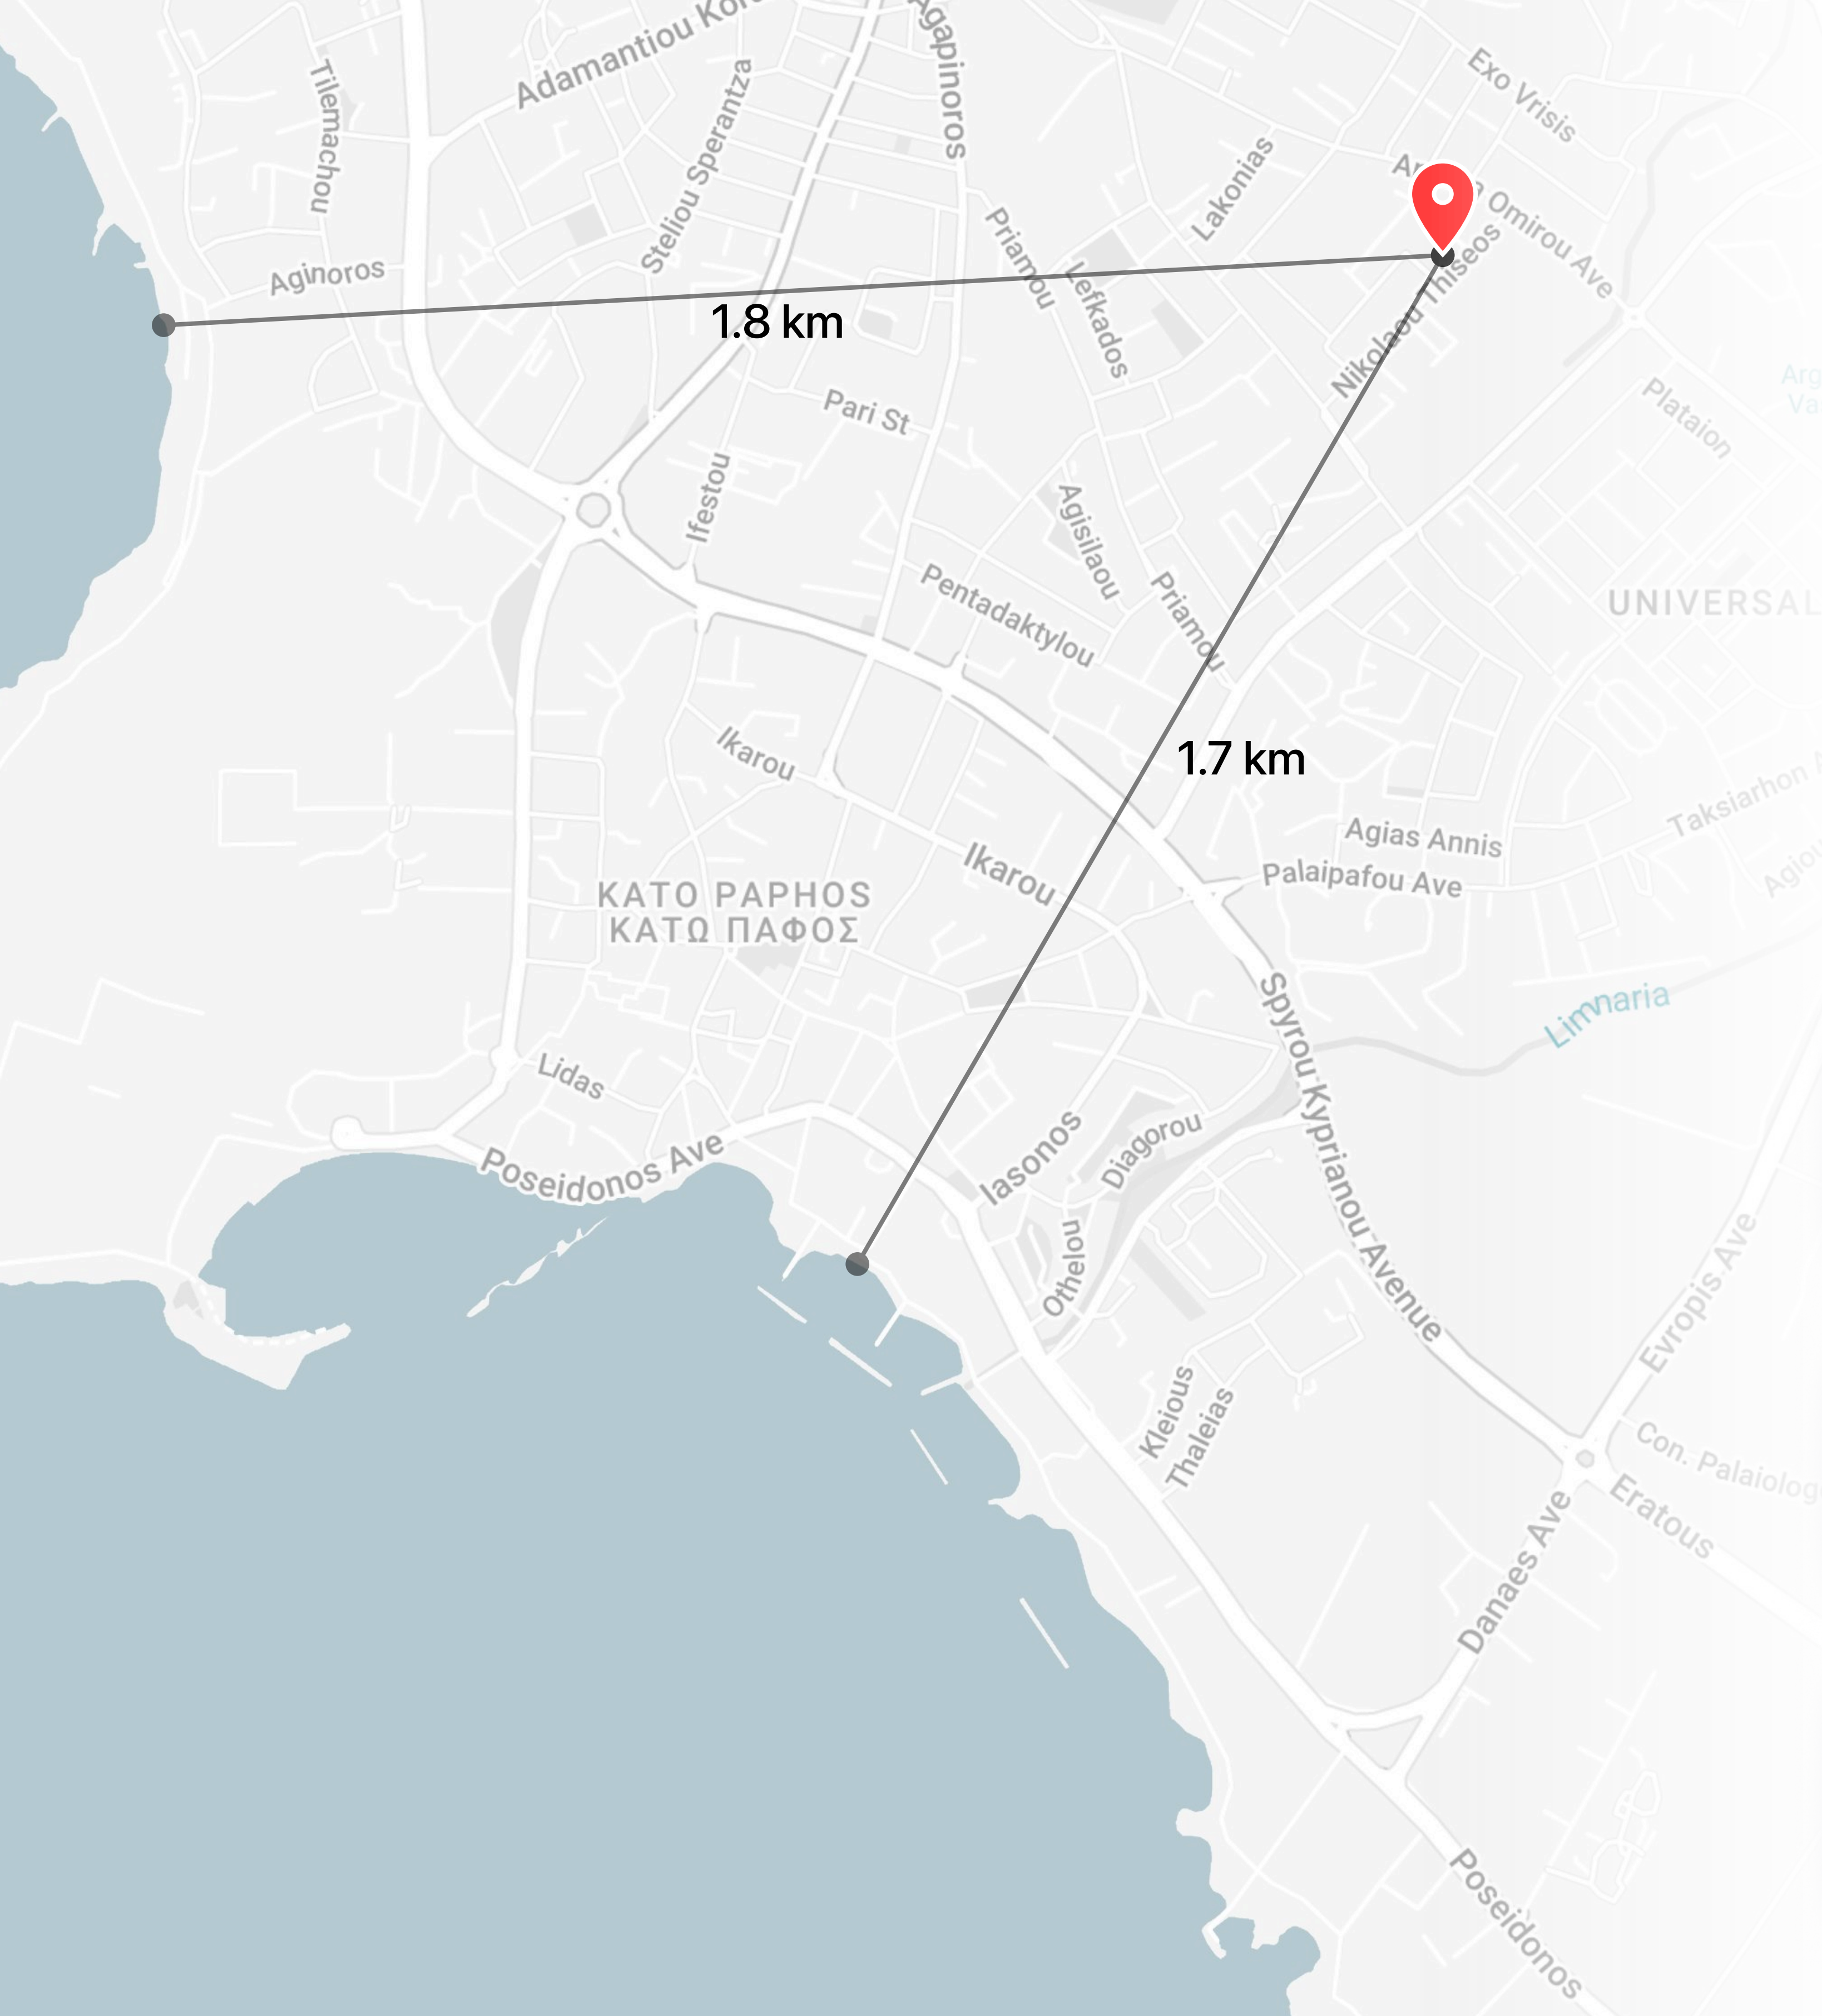 Adamantiou
Agapinoros
Exo Vrisis
Tilemachou
Steliou Sperantza
Lakonias
Omirou Ave
Aginoros
Priamou
Lefkados
Nikolaou Thiseos
1.8 km
Pari St
Plataion
Ifestou
Agisilaou
Pentadaktylou
Priamou
UNIVERSAL
Ikarou
1.7 km
Taksiarhon
Agias Annis
Ikarou
Palaipafou Ave
KATO PAPHOS
ΚΑΤΩ ΠΑΦΟΣ
Limnaria
Spyrou Kyprianou Avenue
Lidas
Poseidonos Ave
Iasonos
Diagorou
Othelou
Evropis Ave
Kleious
Thaleias
Con.
Eratous
Danaes Ave
Poseidonos